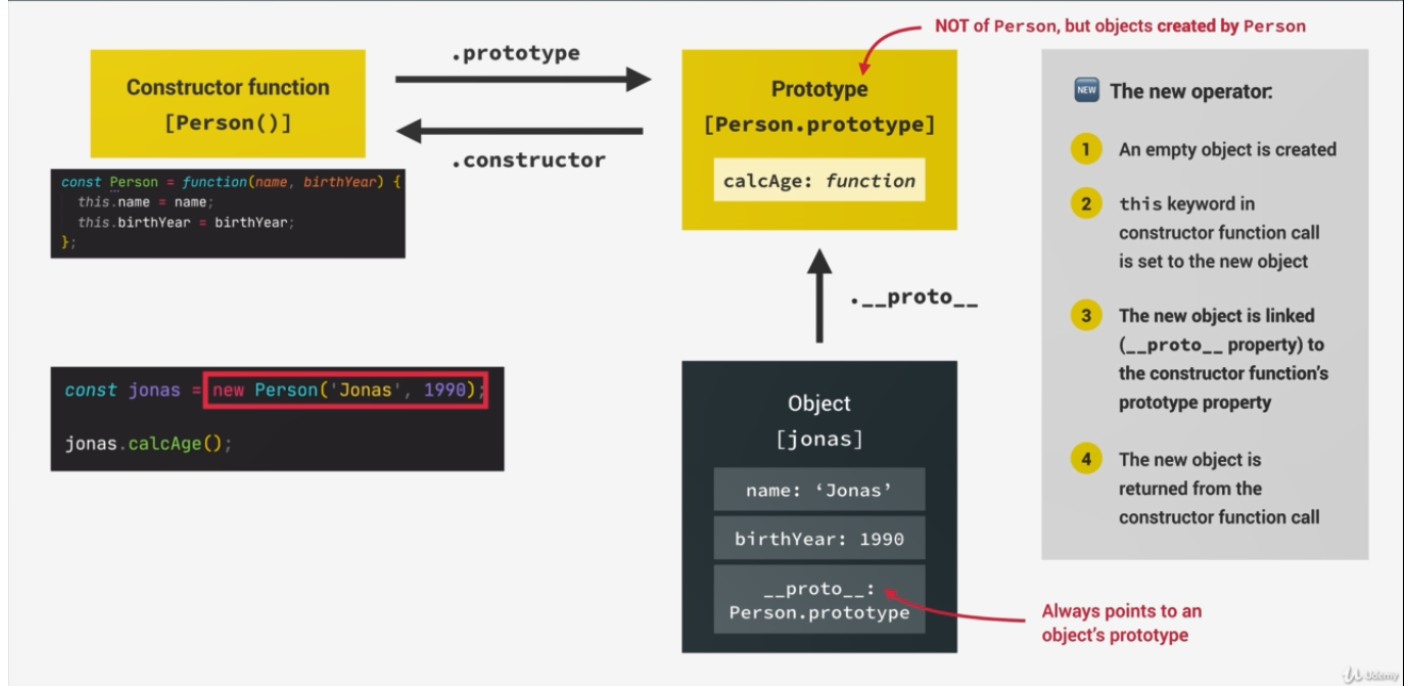 NOT of Person, but objects created by Person
Constructor function
[Person()]
.prototype
.constructor
Prototype
[Person.prototype]
calcAge: function
const Person = function(name, birthYear) {
this.name = name;
this.birthYear = birthYear;
};
.__proto__
const jonas = new Person('Jonas', 1990);
jonas.calcAge();
Object
[jonas]
name: ‘Jonas’
birthYear: 1990
__proto__:
Person.prototype
Always points to an
object’s prototype
NEW The new operator:
1 An empty object is created
2 this keyword in
constructor function call
is set to the new object
3 The new object is linked
(__proto__ property) to
the constructor function’s
prototype property
4 The new object is
returned from the
constructor function call
Udemy